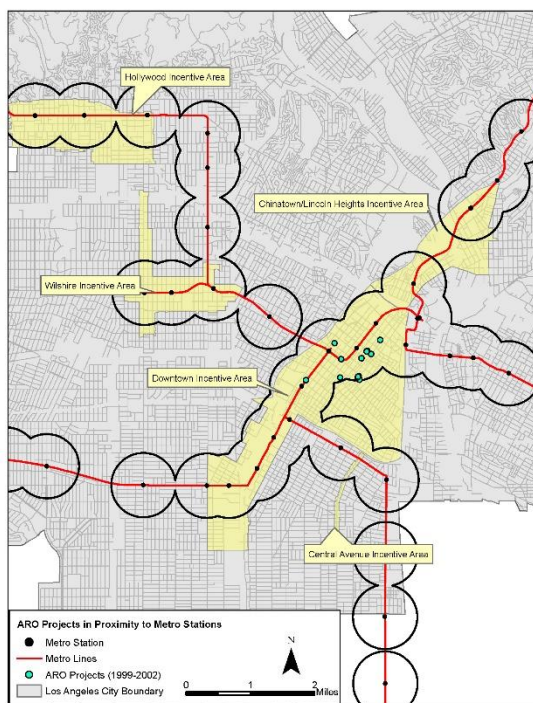 Hollywood Incentive Area
Chinatown/Lincoln Heights Incentive Area
Wilshire Incentive Area
Downtown Incentive Area
Central Avenue Incentive Area
ARO Projects in Proximity to Metro Stations
Metro Station
Metro Lines
ARO Projects (1999-2002)
Los Angeles City Boundary
N
0 1 2
Miles